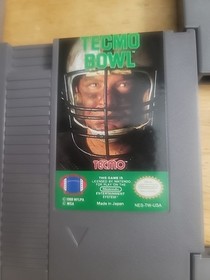 TECMO
BOWL
TECMO
THIS GAME IS
LICENSED BY NINTENDO
FOR PLAY ON THE
Nintendo
ENTERTAINMENT
SYSTEM
Made in Japan
NES-TW-USA